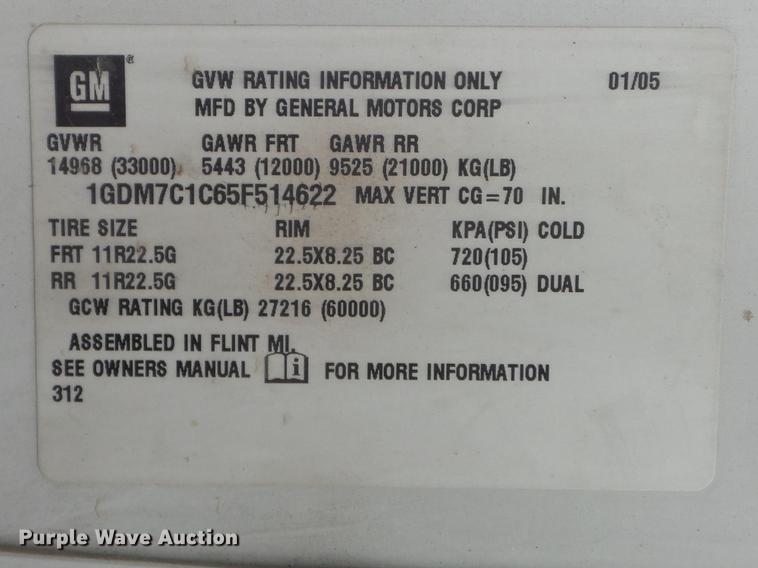 GM ® GVW RATING INFORMATION ONLY 01/05
MFD BY GENERAL MOTORS CORP
GVWR GAWR FRT GAWR RR
14968 (33000) 5443 (12000) 9525 (21000) KG(LB)
1GDM7C1C65F514622 MAX VERT CG=70 IN.
TIRE SIZE RIM KPA(PSI) COLD
FRT 11R22.5G 22.5X8.25 BC 720(105)
RR 11R22.5G 22.5X8.25 BC 660(095) DUAL
GCW RATING KG(LB) 27216 (60000)
ASSEMBLED IN FLINT MI.
SEE OWNERS MANUAL i FOR MORE INFORMATION
312
Purple Wave Auction